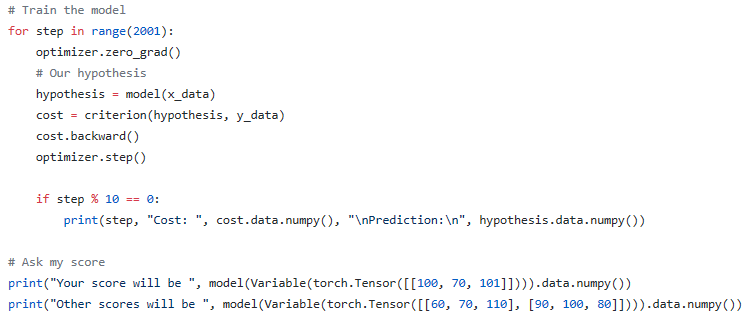 # Train the model
for step in range(2001):
    optimizer.zero_grad()
    # Our hypothesis
    hypothesis = model(x_data)
    cost = criterion(hypothesis, y_data)
    cost.backward()
    optimizer.step()

    if step % 10 == 0:
        print(step, "Cost: ", cost.data.numpy(), "\nPrediction:\n", hypothesis.data.numpy())

# Ask my score
print("Your score will be ", model(Variable(torch.Tensor([[100, 70, 101]]))).data.numpy())
print("Other scores will be ", model(Variable(torch.Tensor([[60, 70, 110], [90, 100, 80]]))).data.numpy())